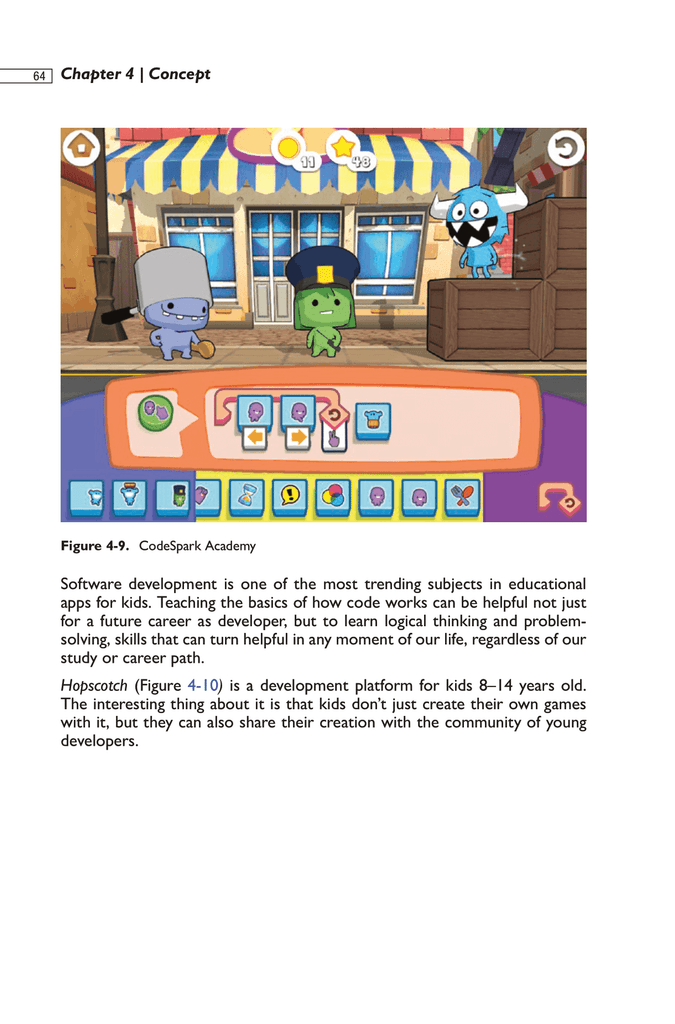 64 Chapter 4 | Concept
11 48
Figure 4-9. CodeSpark Academy
Software development is one of the most trending subjects in educational
apps for kids. Teaching the basics of how code works can be helpful not just
for a future career as developer, but to learn logical thinking and problem-
solving, skills that can turn helpful in any moment of our life, regardless of our
study or career path.
Hopscotch (Figure 4-10) is a development platform for kids 8–14 years old.
The interesting thing about it is that kids don’t just create their own games
with it, but they can also share their creation with the community of young
developers.